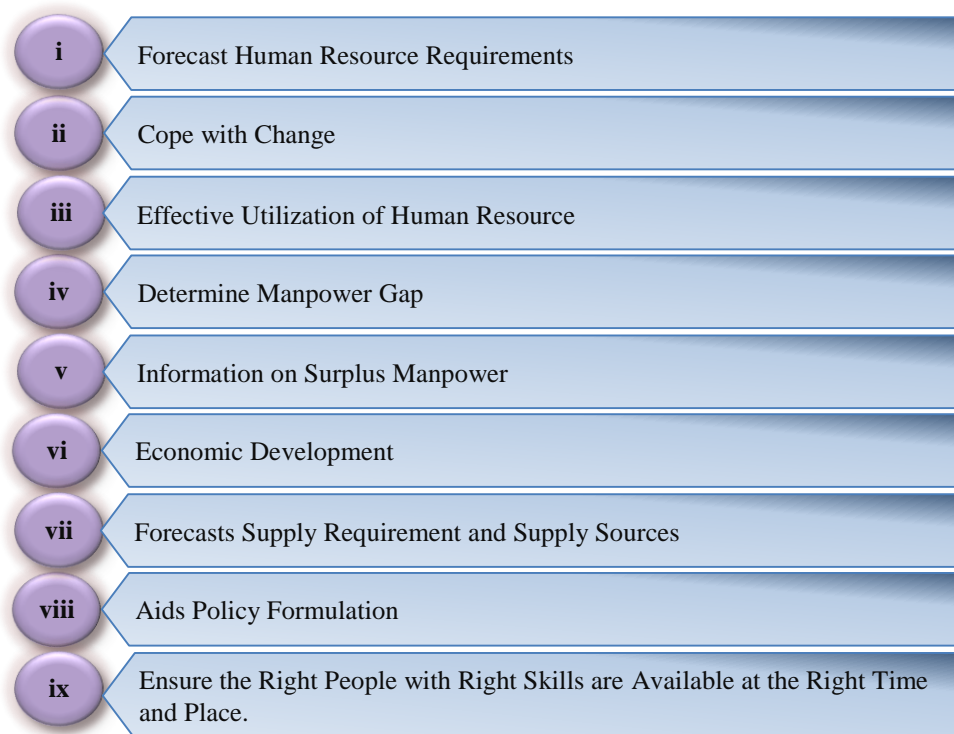 i
Forecast Human Resource Requirements
ii
Cope with Change
iii
Effective Utilization of Human Resource
iv
Determine Manpower Gap
v
Information on Surplus Manpower
vi
Economic Development
vii
Forecasts Supply Requirement and Supply Sources
viii
Aids Policy Formulation
ix
Ensure the Right People with Right Skills are Available at the Right Time
and Place.